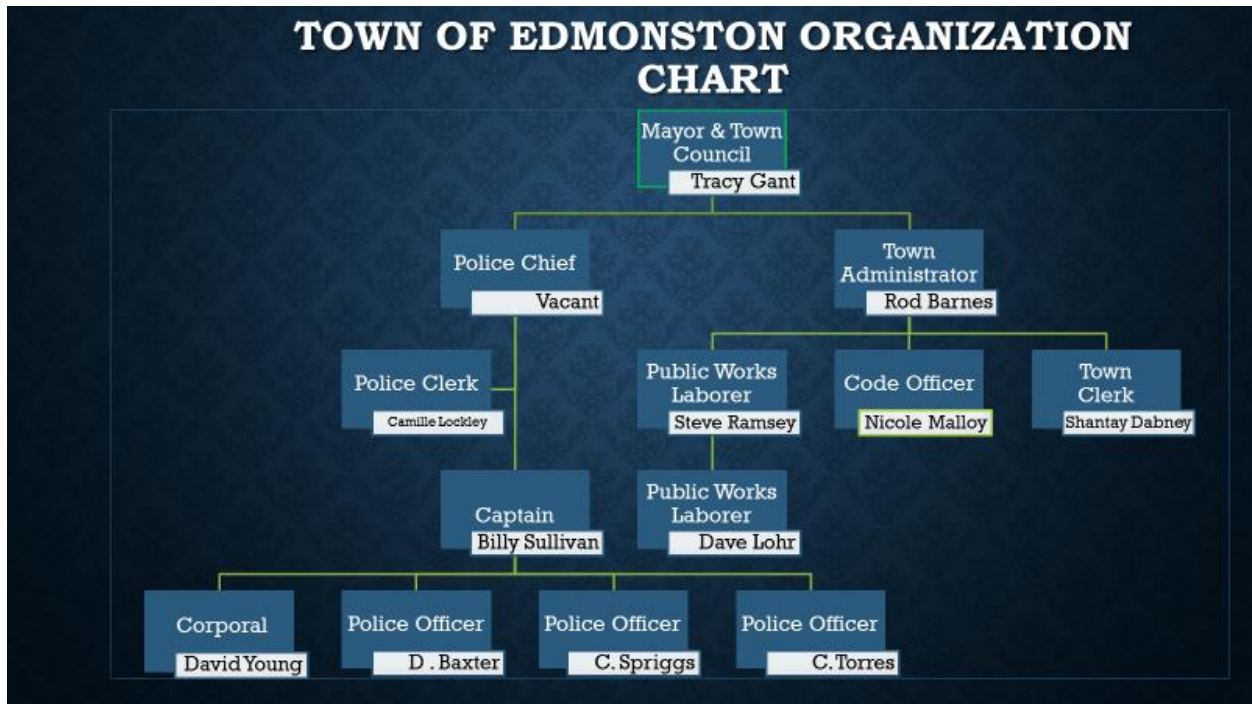 TOWN OF EDMONSTON ORGANIZATION
CHART
Mayor & Town
Council
Tracy Gant
Police Chief
Vacant
Town
Administrator
Rod Barnes
Police Clerk
Camille Lockley
Public Works
Laborer
Steve Ramsey
Code Officer
Nicole Malloy
Town
Clerk
Shantay Dabney
Captain
Billy Sullivan
Public Works
Laborer
Dave Lohr
Corporal
David Young
Police Officer
D . Baxter
Police Officer
C. Spriggs
Police Officer
C. Torres